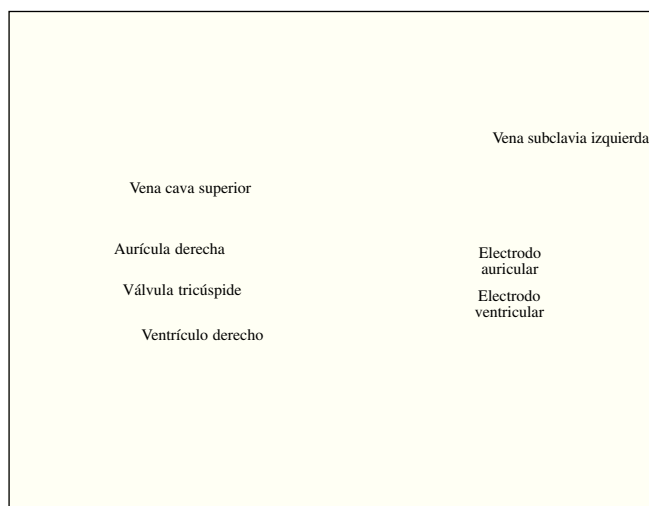 Vena subclavia izquierda
Vena cava superior
Aurícula derecha
Electrodo
auricular
Válvula tricúspide
Electrodo
ventricular
Ventrículo derecho